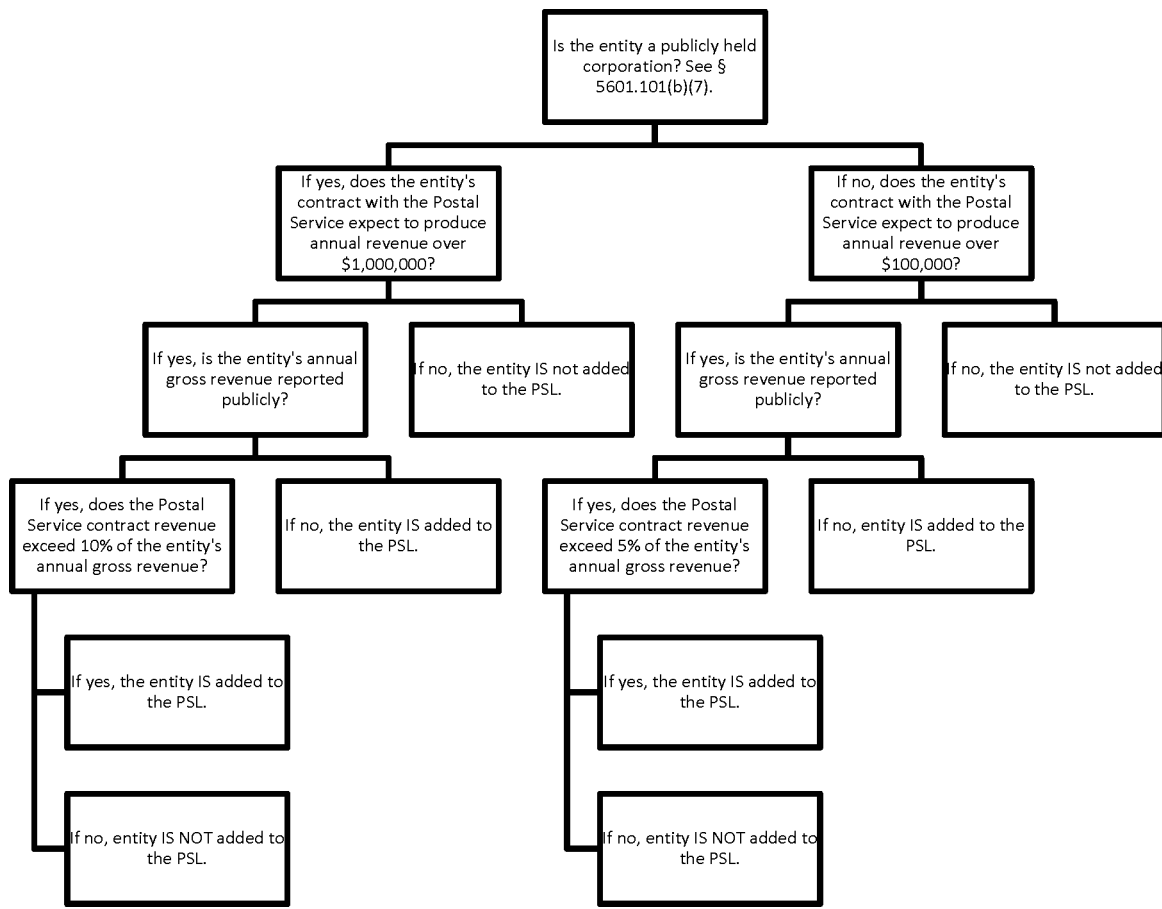 Is the entity a publicly held
corporation? See §
5601.101(b)(7).
If yes, does the entity's
contract with the Postal
Service expect to produce
annual revenue over
$1,000,000?
If no, does the entity's
contract with the Postal
Service expect to produce
annual revenue over
$100,000?
If yes, is the entity's annual
gross revenue reported
publicly?
If no, the entity IS not added
to the PSL.
If yes, is the entity's annual
gross revenue reported
publicly?
If no, the entity IS not added
to the PSL.
If yes, does the Postal
Service contract revenue
exceed 10% of the entity's
annual gross revenue?
If no, the entity IS added to
the PSL.
If yes, does the Postal
Service contract revenue
exceed 5% of the entity's
annual gross revenue?
If no, entity IS added to the
PSL.
If yes, the entity IS added to
the PSL.
If yes, the entity IS added to
the PSL.
If no, entity IS NOT added to
the PSL.
If no, entity IS NOT added to
the PSL.